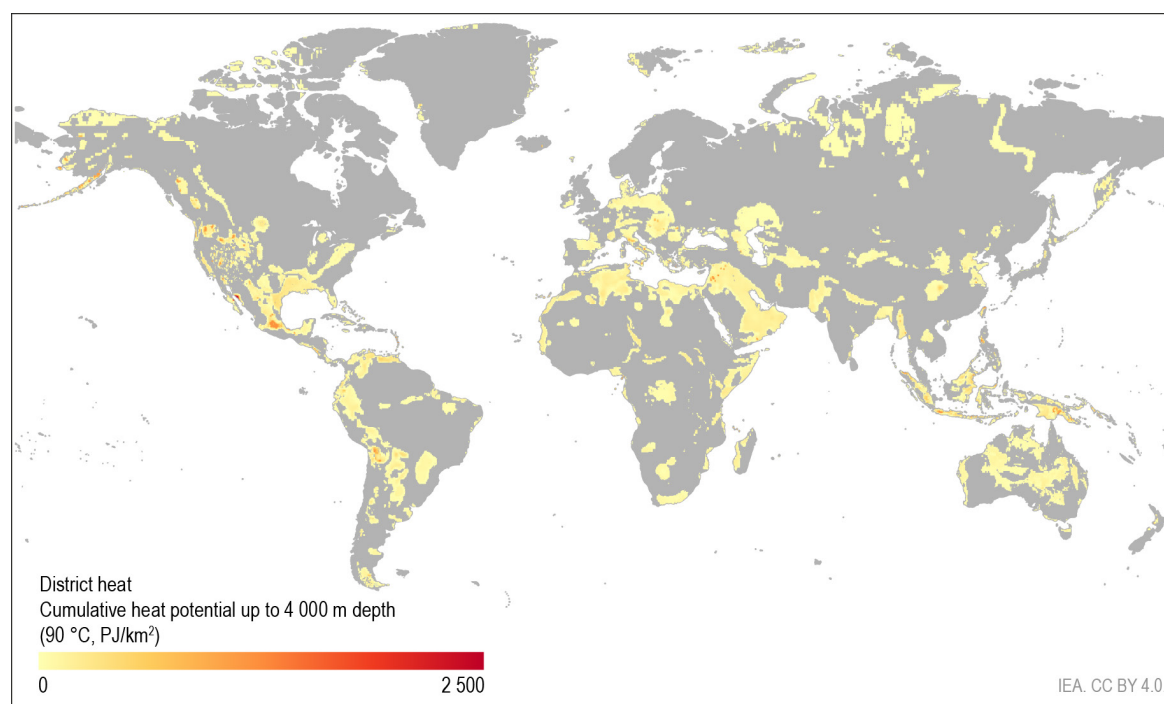 District heat
Cumulative heat potential up to 4 000 m depth
(90 °C, PJ/km²)
0 2 500
IEA. CC BY 4.0